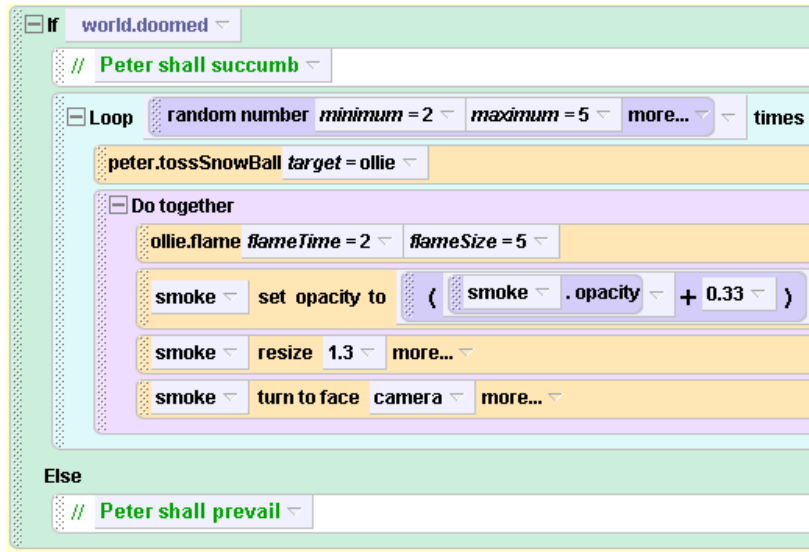 If world.doomed
// Peter shall succumb
Loop random number minimum = 2 maximum = 5 more... times
peter.tossSnowBall target = ollie
Do together
ollie.flame flameTime = 2 flameSize = 5
smoke set opacity to ( smoke . opacity + 0.33 )
smoke resize 1.3 more...
smoke turn to face camera more...
Else
// Peter shall prevail